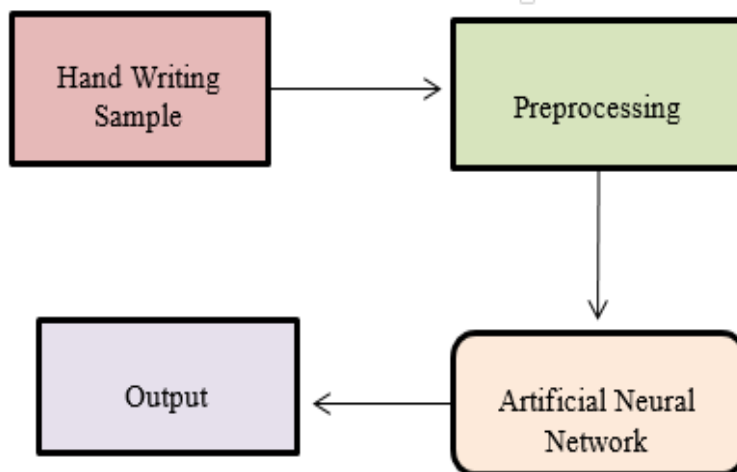 Hand Writing
Sample
Preprocessing
Artificial Neural
Network
Output